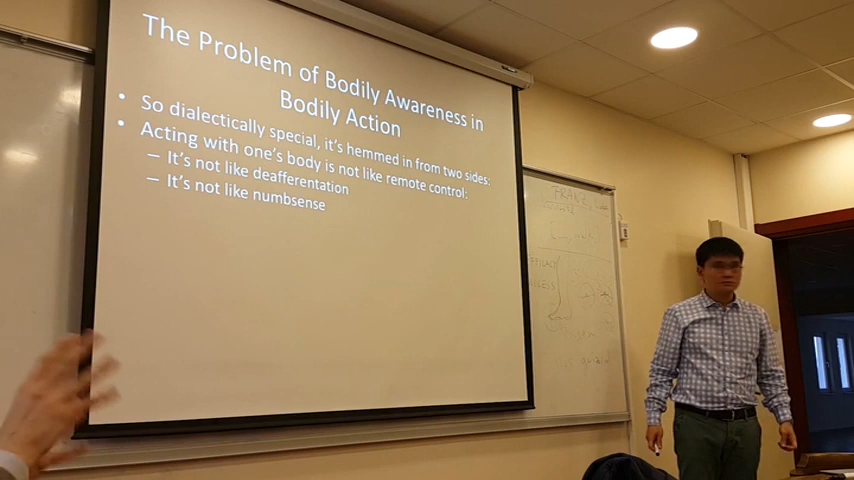 The Problem of Bodily Awareness in
Bodily Action
• So dialectically special, it's hemmed in from two sides:
• Acting with one's body is not like remote control:
– It's not like deafferentation
– It's not like numbsense